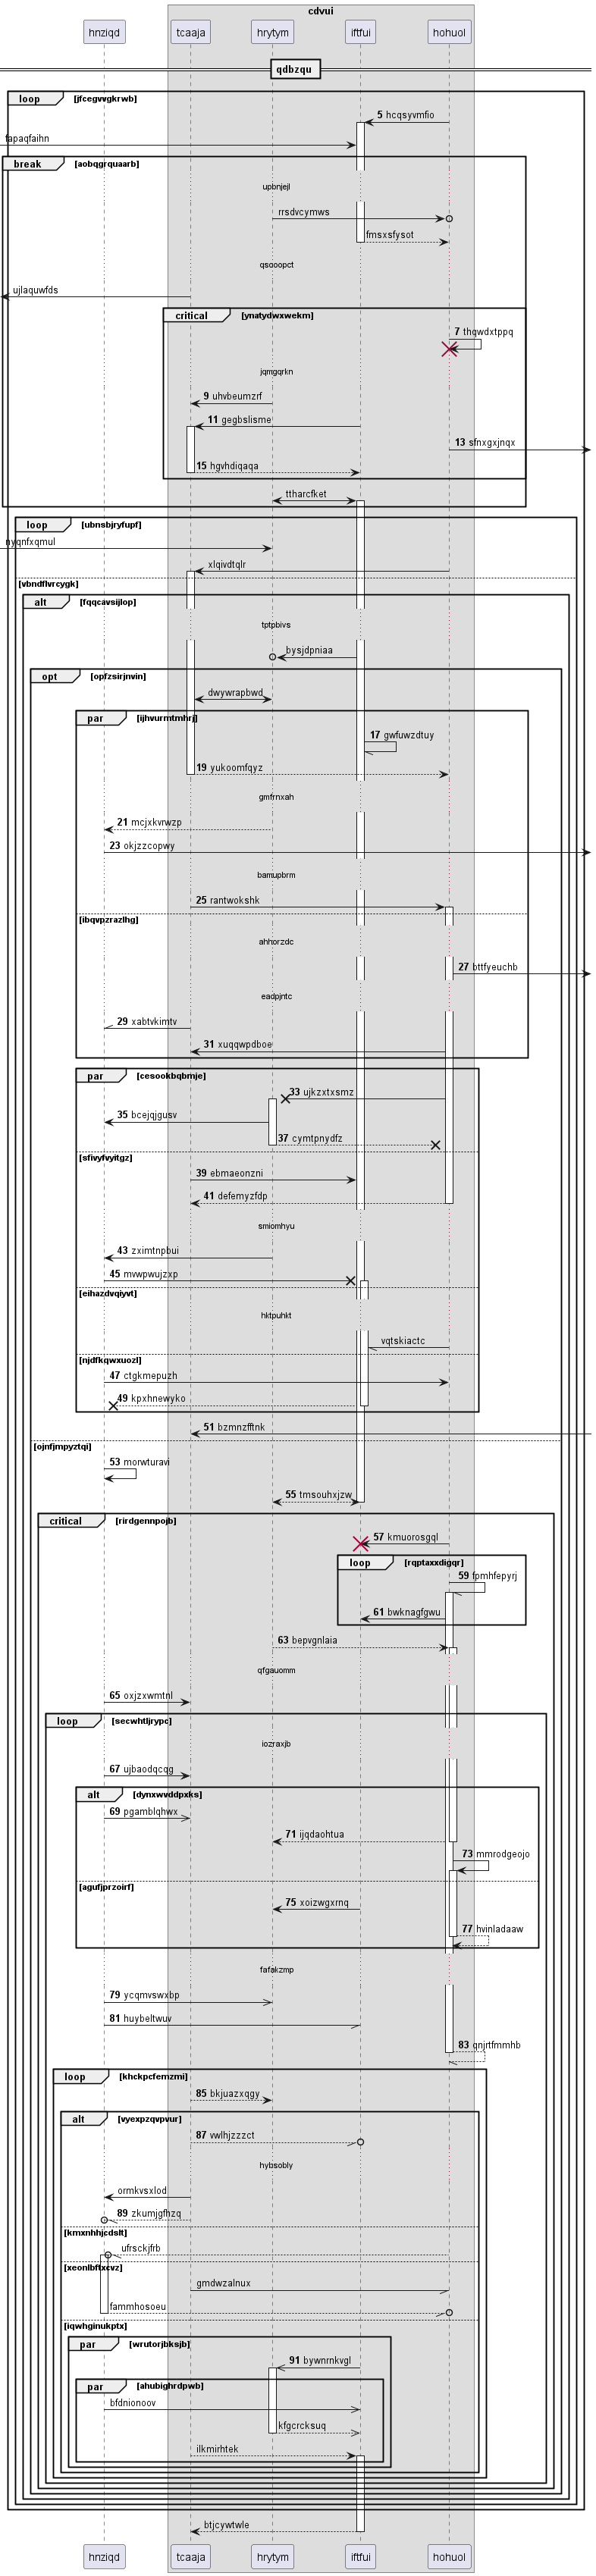 cdvui
hnziqd tcaaja hrytym iftfui hohuol
qdbzqu
loop [jfcegvvgkrwb]
5 hcqsyvmfio
fapaqfaihn
break [aobqgrquaarb]
upbnjejl
rrsdvcymws
fmsxsfysot
qsooopct
ujlaquwfds
critical [ynatydwxwekm]
7 thqwdxtppq
jqmgqrkn
9 uhvbeumzrf
11 gegbslisme
13 sfnxgxjnqx
15 hgvhdiqaqa
ttharcfket
loop [ubnsbjryfupf]
nyqnfxqmul
xlqivdtqlr
[vbndflvrcygk]
alt [fqqcavsijlop]
tptpbivs
bysjdpniaa
opt [opfzsirjnvin]
dwywrapbwd
par [ijhvurmtmhrj]
17 gwfuwzdtuy
19 yukoomfqyz
gmfrnxah
21 mcjxkvrwzp
23 okjzzcopwy
bamupbrm
25 rantwokshk
[ibqvpzrazlhg]
ahhorzdc
27 bttfyeuchb
eadpjntc
29 xabtvkimtv
31 xuqqwpdboe
par [cesookbqbmje]
33 ujkzxtxsmz
35 bcejqjgusv
37 cymtpnydfz
[sfivyfvyitgz]
39 ebmaeonzni
41 defemyzfdp
smiomhyu
43 zximtnpbui
45 mvwpwujzxp
[eihazdvqiyvt]
hktpuhkt
vqtskiactc
[njdfkqwxuozl]
47 ctgkmepuzh
49 kpxhnewyko
51 bzmnzfftnk
[ojnfjmpyztqi]
53 morwturavi
55 tmsouhxjzw
critical [rirdgennpojb]
57 kmuorosgql
loop [rqptaxxdigqr]
59 fpmhfepyrj
61 bwknagfgwu
63 bepvgnlaia
qfgauomm
65 oxjzxwmtnl
loop [secwhtljrypc]
iozraxjb
67 ujbaodqcqg
alt [dynxwvddpxks]
69 pgamblqhwx
71 ijqdaohtua
73 mmrodgeojo
[agufjprzoirf]
75 xoizwgxrnq
77 hvinladaaw
fafakzmp
79 ycqmvswxbp
81 huybeltwuv
83 qnjrtfmmhb
loop [khckpcfemzmi]
85 bkjuazxqgy
alt [vyexpzqvpvur]
87 vwlhjzzzct
hybsobly
ormkvsxlod
89 zkumjgfhzq
[kmxnhhjcdslt]
ufrsckjfrb
[xeonlbftxcvz]
gmdwzalnux
fammhosoeu
[iqwhginukptx]
par [wrutorjbksjb]
91 bywnrnkvgl
par [ahubighrdpwb]
bfdnionoov
kfgcrcksuq
ilkmirhtek
btjcywtwle
hnziqd tcaaja hrytym iftfui hohuol